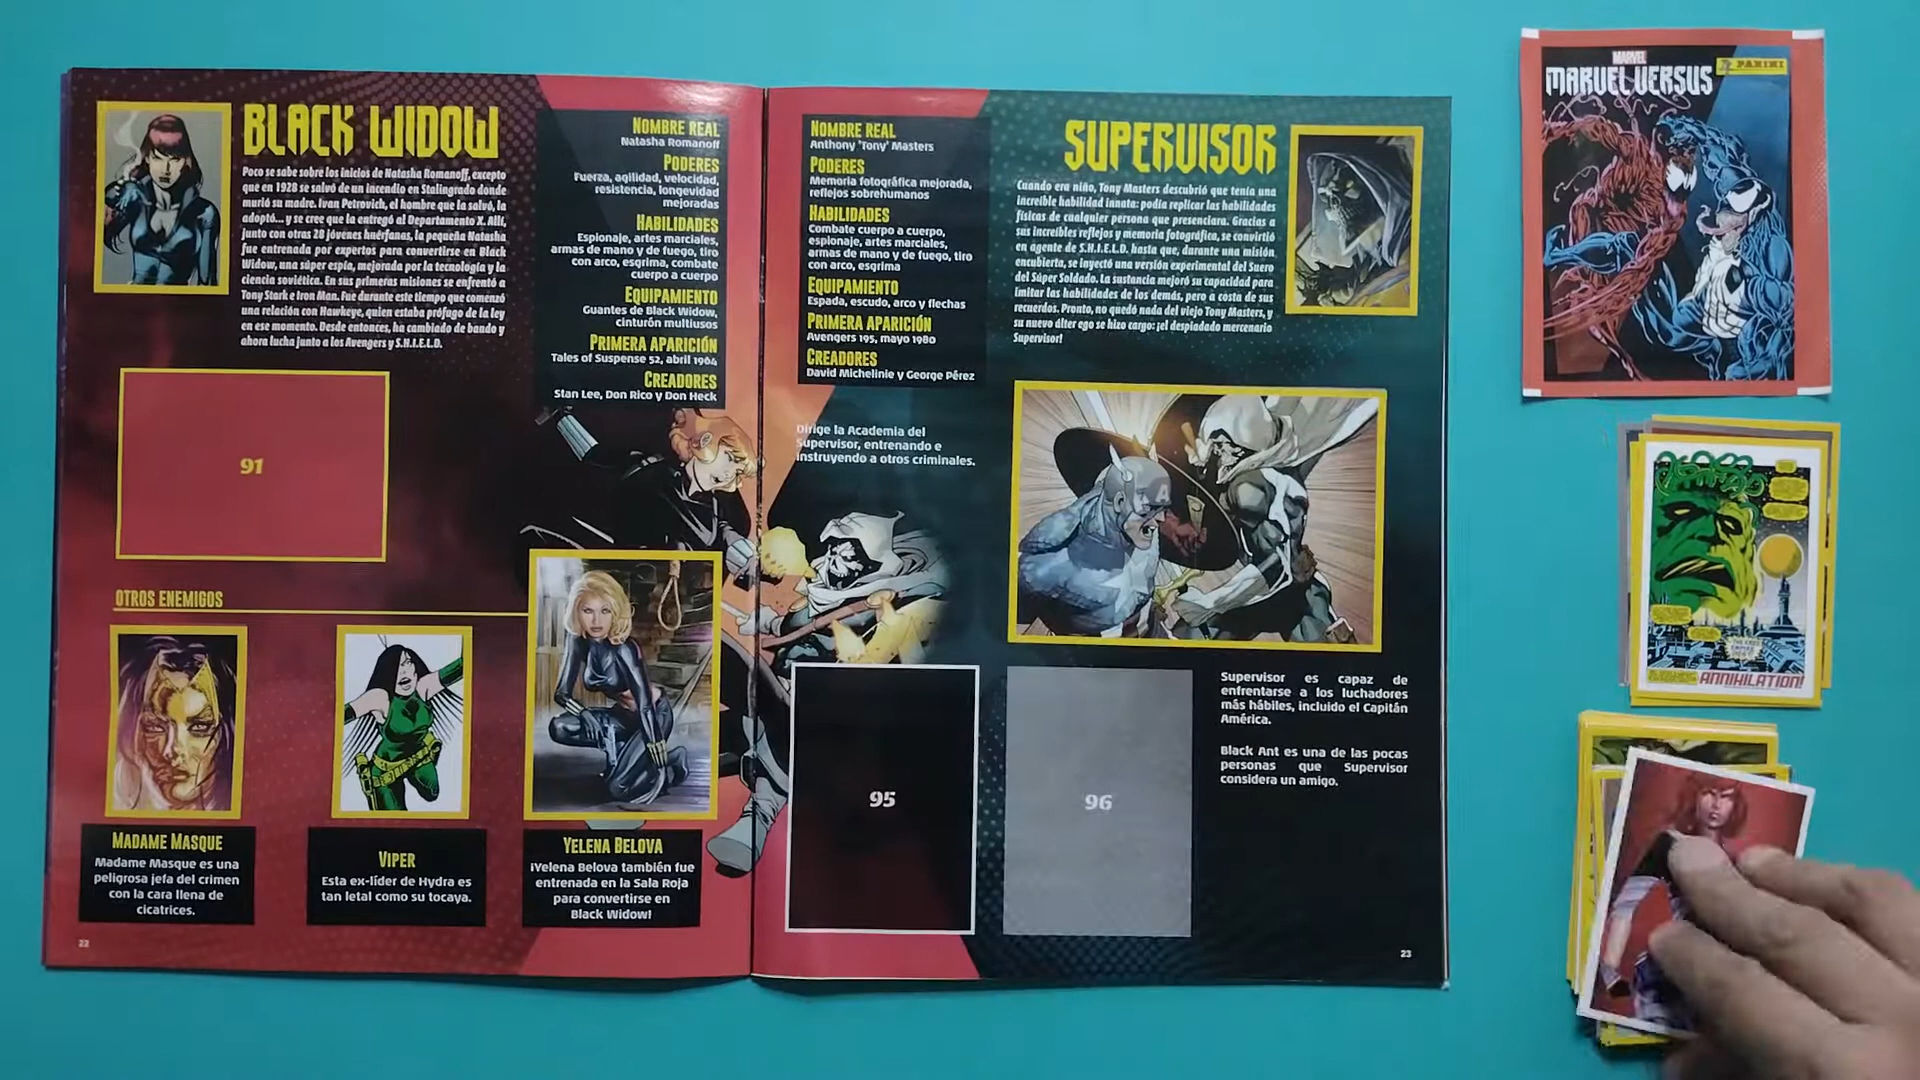 BLACK WIDOW
Poco se sabe sobre los inicios de Natasha Romanoff, excepto
que en 1928 se salvó de un incendio en Stalingrado donde
murió su madre. Ivan Petrovich, el hombre que la salvó, la
adoptó... y se cree que la entregó al Departamento X. Allí,
junto con otras 28 jóvenes huérfanas, la pequeña Natasha
fue entrenada por expertos para convertirse en Black
Widow, una súper espía, mejorada por la tecnología y la
ciencia soviética. En sus primeras misiones se enfrentó a
Tony Stark e Iron Man. Fue durante este tiempo que comenzó
una relación con Hawkeye, quien estaba prófugo de la ley
en ese momento. Desde entonces, ha cambiado de bando y
ahora lucha junto a los Avengers y S.H.I.E.L.D.
NOMBRE REAL
Natasha Romanoff
PODERES
Fuerza, agilidad, velocidad,
resistencia, longevidad
mejoradas
HABILIDADES
Espionaje, artes marciales,
armas de mano y de fuego, tiro
con arco, esgrima, combate
cuerpo a cuerpo
EQUIPAMIENTO
Guantes de Black Widow,
cinturón multiusos
PRIMERA APARICIÓN
Tales of Suspense 52, abril 1964
CREADORES
Stan Lee, Don Rico y Don Heck
91
OTROS ENEMIGOS
MADAME MASQUE
Madame Masque es una
peligrosa jefa del crimen
con la cara llena de
cicatrices.
VIPER
Esta ex-líder de Hydra es
tan letal como su tocaya.
YELENA BELOVA
¡Yelena Belova también fue
entrenada en la Sala Roja
para convertirse en
Black Widow!
22
NOMBRE REAL
Anthony 'Tony' Masters
PODERES
Memoria fotográfica mejorada,
reflejos sobrehumanos
HABILIDADES
Combate cuerpo a cuerpo,
espionaje, artes marciales,
armas de mano y de fuego, tiro
con arco, esgrima
EQUIPAMIENTO
Espada, escudo, arco y flechas
PRIMERA APARICIÓN
Avengers 195, mayo 1980
CREADORES
David Michelinie y George Pérez
SUPERVISOR
Cuando era niño, Tony Masters descubrió que tenía una
increíble habilidad innata: podía replicar las habilidades
físicas de cualquier persona que presenciara. Gracias a
sus increíbles reflejos y memoria fotográfica, se convirtió
en agente de S.H.I.E.L.D. hasta que, durante una misión
encubierta, se inyectó una versión experimental del Suero
del Súper Soldado. La sustancia mejoró su capacidad para
imitar las habilidades de los demás, pero a costa de sus
recuerdos. Pronto, no quedó nada del viejo Tony Masters, y
su nuevo álter ego se hizo cargo: ¡el despiadado mercenario
Supervisor!
Dirige la Academia del
Supervisor, entrenando e
instruyendo a otros criminales.
95
96
Supervisor es capaz de
enfrentarse a los luchadores
más hábiles, incluido el Capitán
América.
Black Ant es una de las pocas
personas que Supervisor
considera un amigo.
23
MARVEL
MARVEL VERSUS
PANINI
ANNIHILATION!